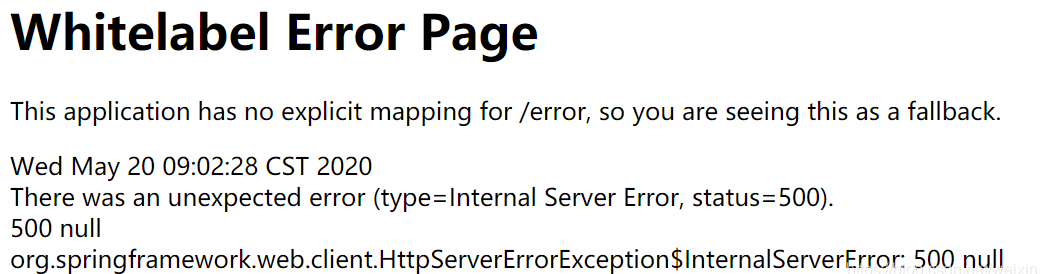 Whitelabel Error Page
This application has no explicit mapping for /error, so you are seeing this as a fallback.
Wed May 20 09:02:28 CST 2020
There was an unexpected error (type=Internal Server Error, status=500).
500 null
org.springframework.web.client.HttpServerErrorException$InternalServerError: 500 null